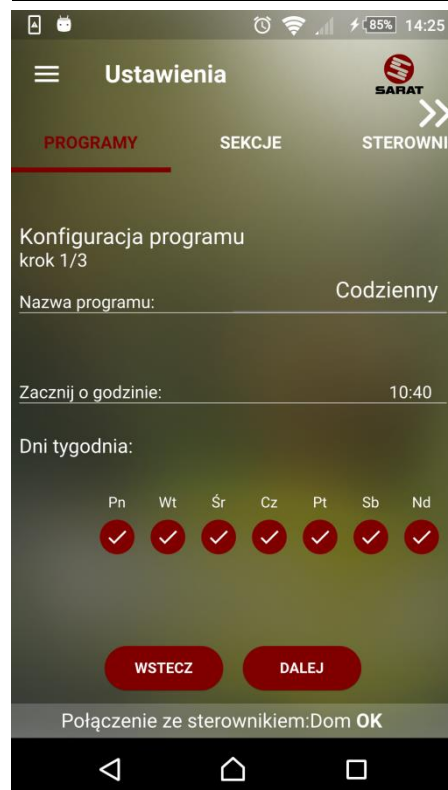 85% 14:25
Ustawienia
SARAT
PROGRAMY SEKCJE STEROWNI
Konfiguracja programu
krok 1/3
Nazwa programu: Codzienny
Zacznij o godzinie: 10:40
Dni tygodnia:
Pn Wt Śr Cz Pt Sb Nd
WSTECZ DALEJ
Połączenie ze sterownikiem:Dom OK